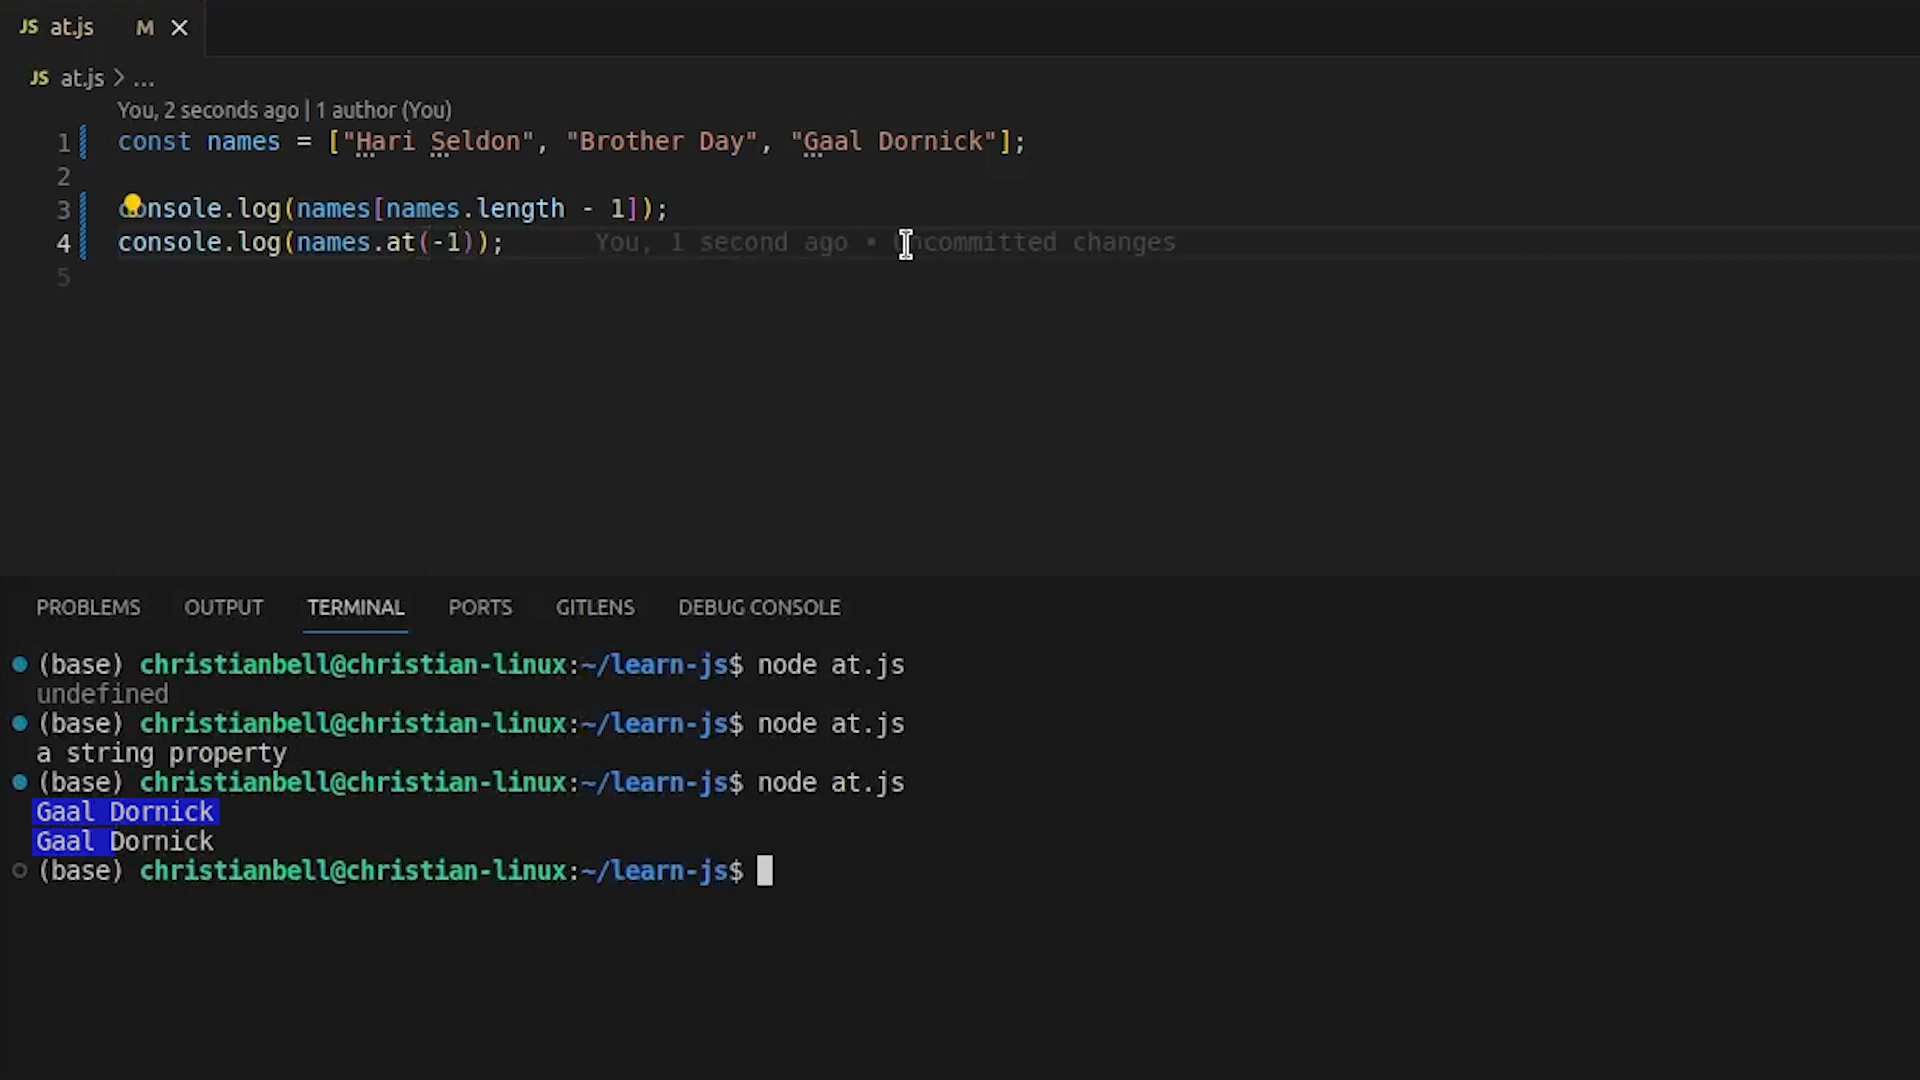 JS at.js M
JS at.js > ...
You, 2 seconds ago | 1 author (You)
1 const names = ["Hari Seldon", "Brother Day", "Gaal Dornick"];
2
3 console.log(names[names.length - 1]);
4 console.log(names.at(-1)); You, 1 second ago • Uncommitted changes
5
PROBLEMS OUTPUT TERMINAL PORTS GITLENS DEBUG CONSOLE
(base) christianbell@christian-linux:~/learn-js$ node at.js
undefined
(base) christianbell@christian-linux:~/learn-js$ node at.js
a string property
(base) christianbell@christian-linux:~/learn-js$ node at.js
Gaal Dornick
Gaal Dornick
(base) christianbell@christian-linux:~/learn-js$